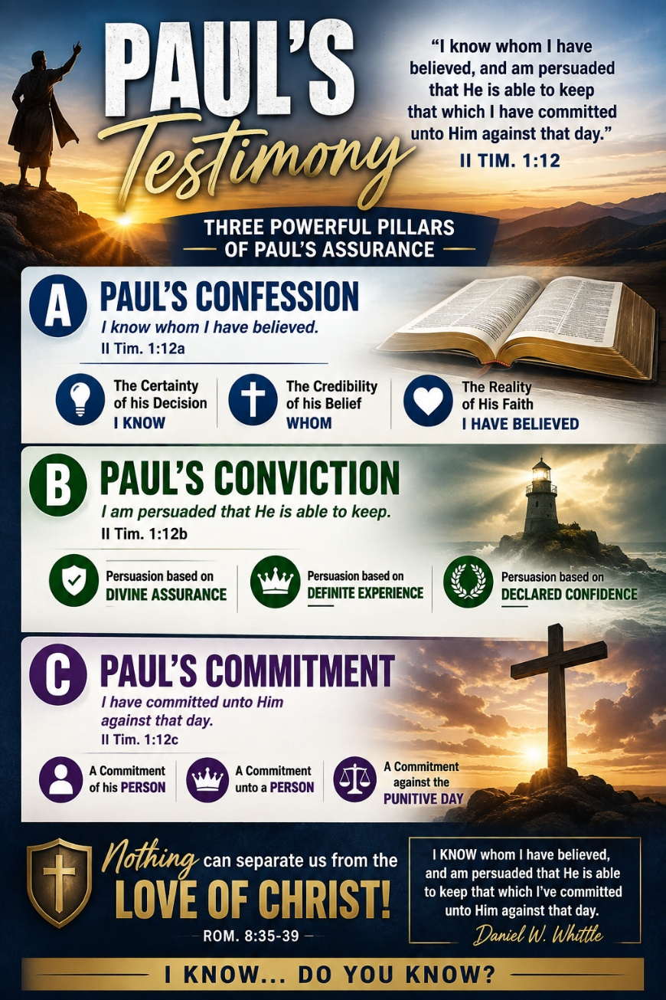 PAUL'S
Testimony
“I know whom I have
believed, and am persuaded
that He is able to keep
that which I have committed
unto Him against that day.”
II TIM. 1:12
THREE POWERFUL PILLARS
OF PAUL'S ASSURANCE
A
PAUL'S CONFESSION
I know whom I have believed.
II Tim. 1:12a
The Certainty
of his Decision
I KNOW
The Credibility
of his Belief
WHOM
The Reality
of His Faith
I HAVE BELIEVED
B
PAUL'S CONVICTION
I am persuaded that He is able to keep.
II Tim. 1:12b
Persuasion based on
DIVINE ASSURANCE
Persuasion based on
DEFINITE EXPERIENCE
Persuasion based on
DECLARED CONFIDENCE
C
PAUL'S COMMITMENT
I have committed unto Him
against that day.
II Tim. 1:12c
A Commitment
of his PERSON
A Commitment
unto a PERSON
A Commitment
against the
PUNITIVE DAY
Nothing can separate us from the
LOVE OF CHRIST!
ROM. 8:35-39
I KNOW whom I have believed,
and am persuaded that He is able
to keep that which I've committed
unto Him against that day.
Daniel W. Whittle
I KNOW... DO YOU KNOW?